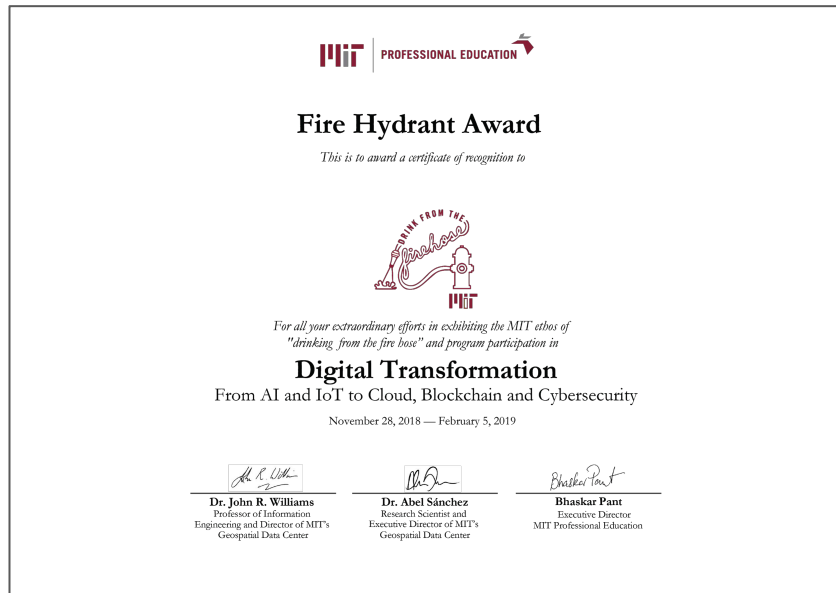 MIT PROFESSIONAL EDUCATION
Fire Hydrant Award
This is to award a certificate of recognition to
DRINK FROM THE
firehose
MIT
For all your extraordinary efforts in exhibiting the MIT ethos of
"drinking from the fire hose” and program participation in
Digital Transformation
From AI and IoT to Cloud, Blockchain and Cybersecurity
November 28, 2018 — February 5, 2019
John R. Williams
Bhaskar Pant
Dr. John R. Williams
Professor of Information
Engineering and Director of MIT's
Geospatial Data Center
Dr. Abel Sánchez
Research Scientist and
Executive Director of MIT's
Geospatial Data Center
Bhaskar Pant
Executive Director
MIT Professional Education